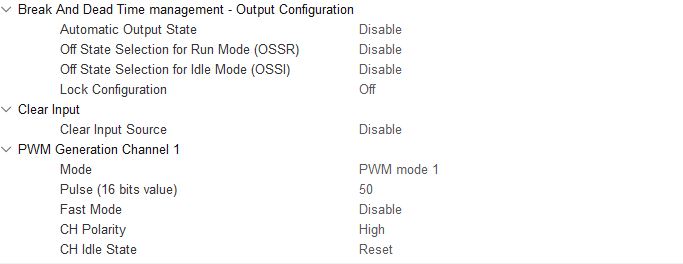 Break And Dead Time management - Output Configuration
Automatic Output State Disable
Off State Selection for Run Mode (OSSR) Disable
Off State Selection for Idle Mode (OSSI) Disable
Lock Configuration Off
Clear Input
Clear Input Source Disable
PWM Generation Channel 1
Mode PWM mode 1
Pulse (16 bits value) 50
Fast Mode Disable
CH Polarity High
CH Idle State Reset